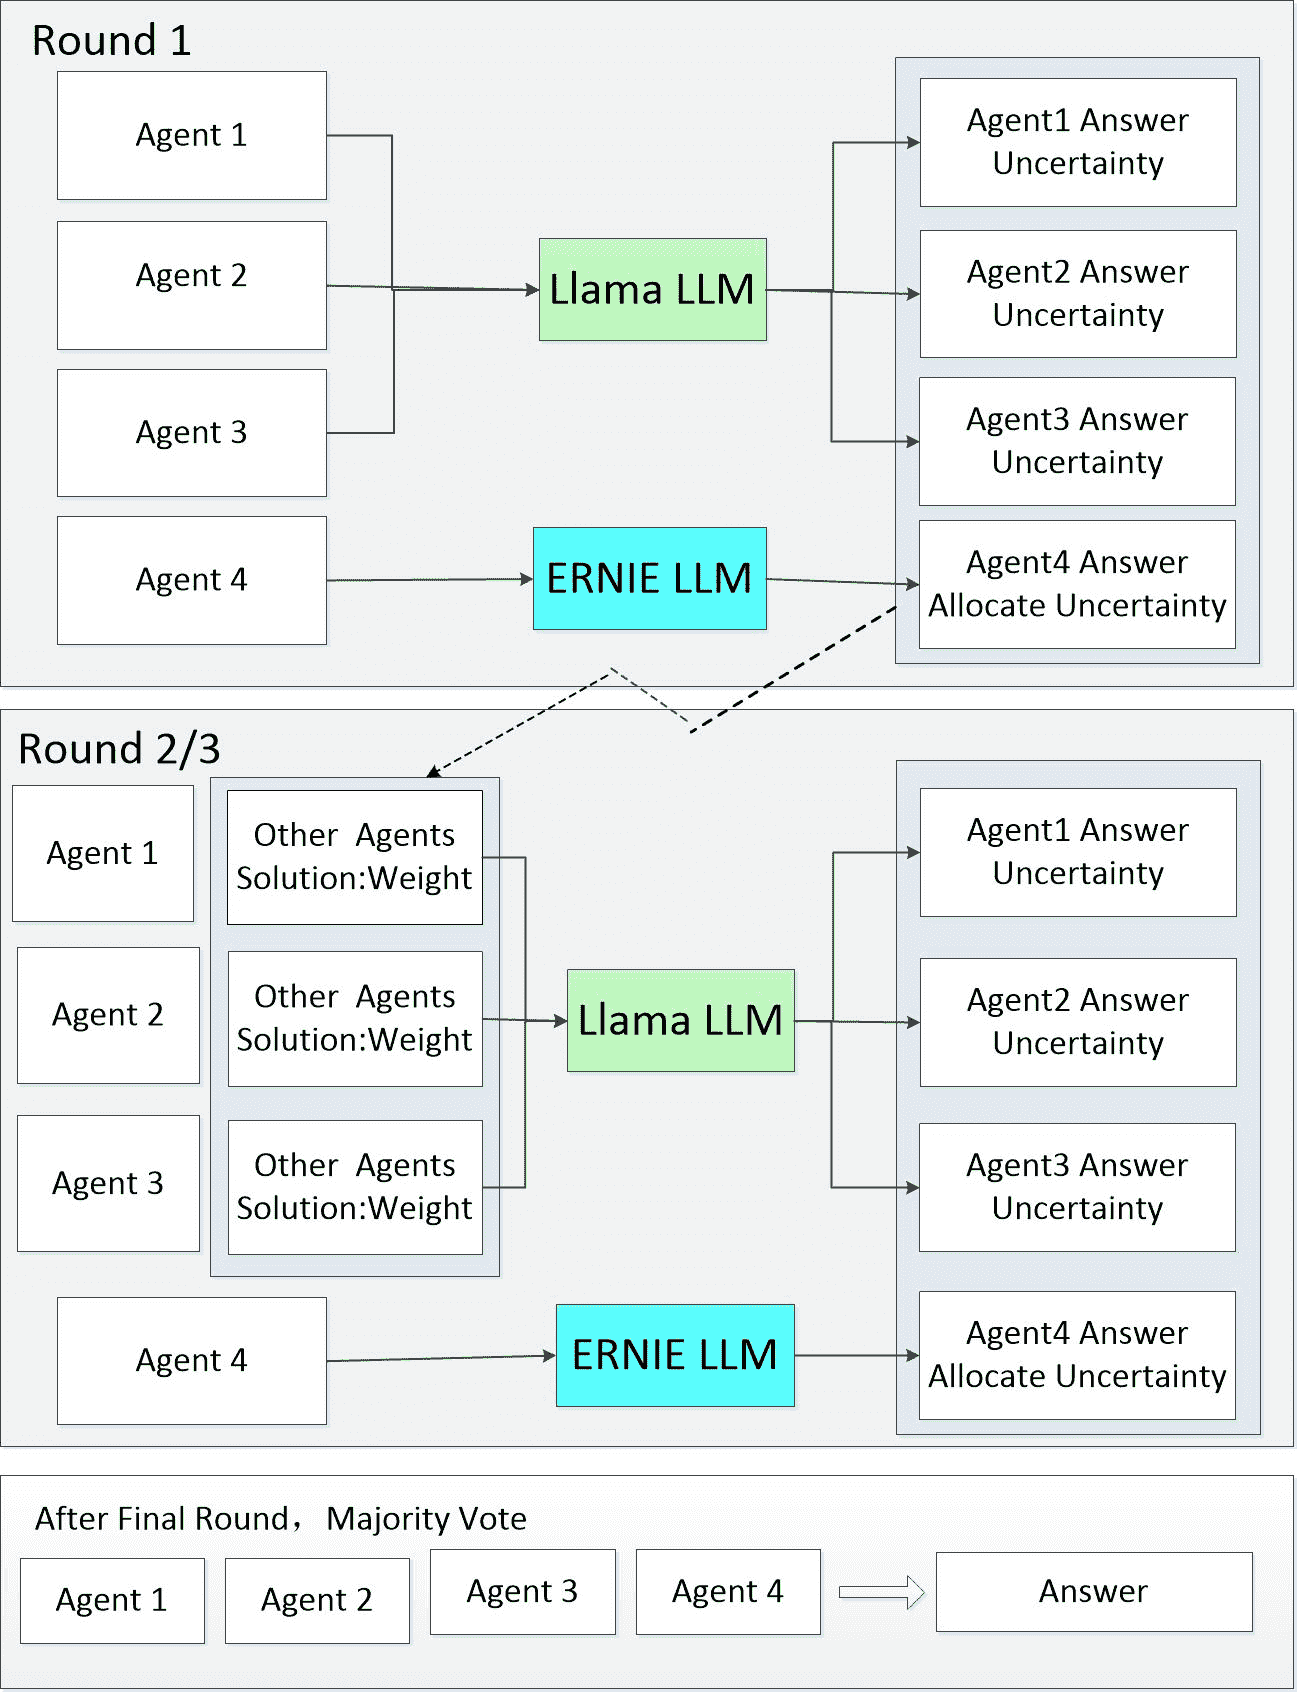 Round 1
Agent 1
Agent 2
Agent 3
Agent 4
Llama LLM
ERNIE LLM
Agent1 Answer
Uncertainty
Agent2 Answer
Uncertainty
Agent3 Answer
Uncertainty
Agent4 Answer
Allocate Uncertainty
Round 2/3
Agent 1
Agent 2
Agent 3
Agent 4
Other  Agents
Solution:Weight
Other  Agents
Solution:Weight
Other  Agents
Solution:Weight
Llama LLM
ERNIE LLM
Agent1 Answer
Uncertainty
Agent2 Answer
Uncertainty
Agent3 Answer
Uncertainty
Agent4 Answer
Allocate Uncertainty
After Final Round，Majority Vote
Agent 1
Agent 2
Agent 3
Agent 4
Answer